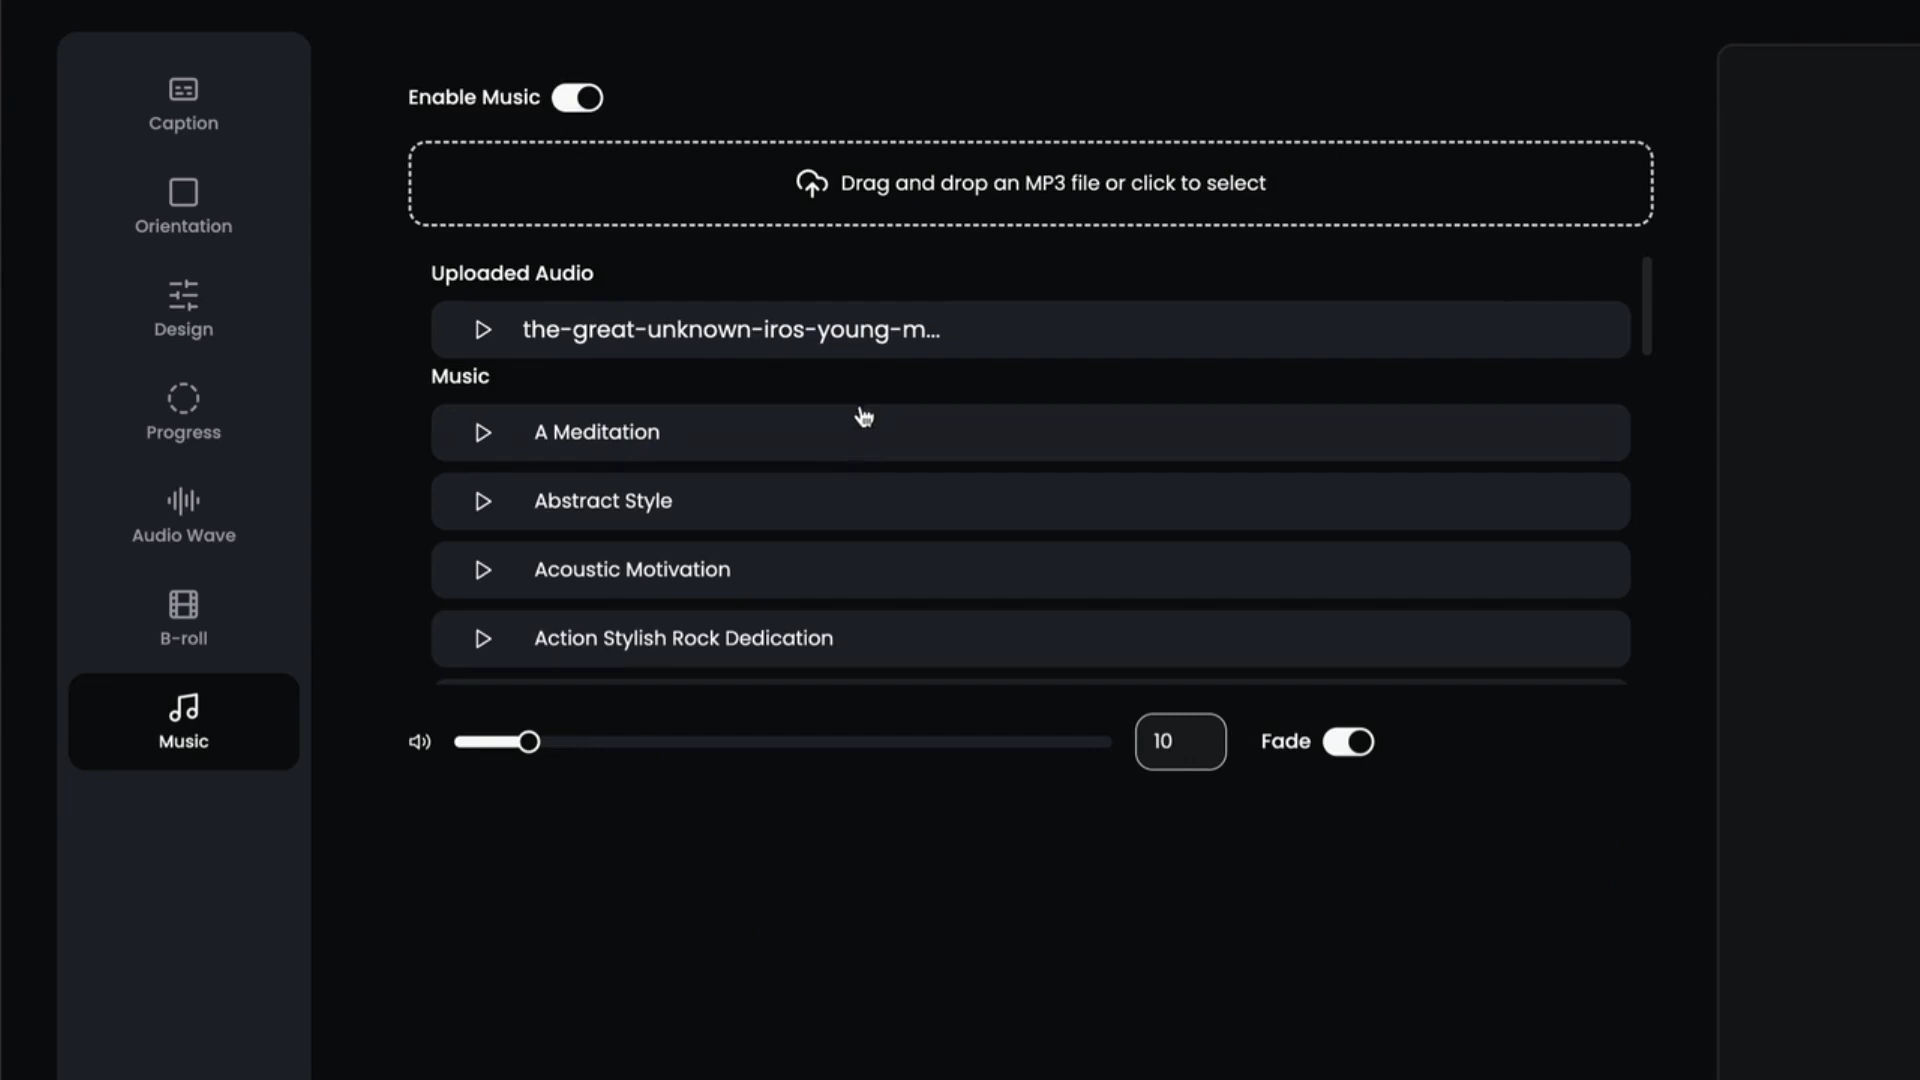 Caption
Orientation
Design
Progress
Audio Wave
B-roll
Music
Enable Music
Drag and drop an MP3 file or click to select
Uploaded Audio
the-great-unknown-iros-young-m...
Music
A Meditation
Abstract Style
Acoustic Motivation
Action Stylish Rock Dedication
10
Fade